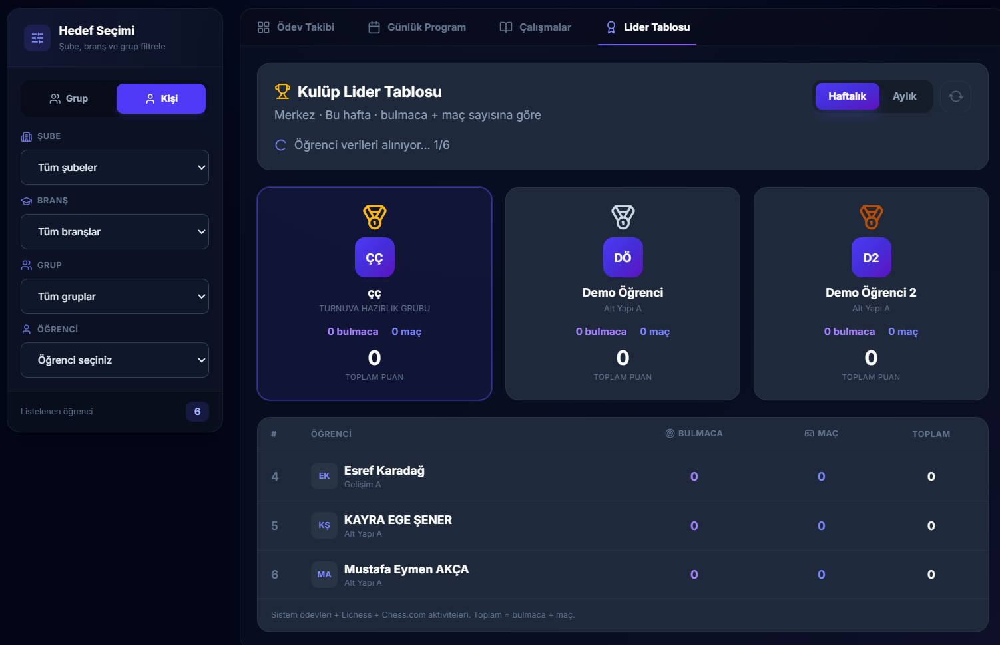 Hedef Seçimi
Şube, branş ve grup filtrele
Grup
Kişi
ŞUBE
Tüm şubeler
BRANŞ
Tüm branşlar
GRUP
Tüm gruplar
ÖĞRENCİ
Öğrenci seçiniz
Listelenen öğrenci 6
Ödev Takibi
Günlük Program
Çalışmalar
Lider Tablosu
Kulüp Lider Tablosu
Merkez · Bu hafta · bulmaca + maç sayısına göre
Öğrenci verileri alınıyor... 1/6
Haftalık
Aylık
ÇÇ
çç
TURNUVA HAZIRLIK GRUBU
0 bulmaca 0 maç
0
TOPLAM PUAN
DÖ
Demo Öğrenci
Alt Yapı A
0 bulmaca 0 maç
0
TOPLAM PUAN
D2
Demo Öğrenci 2
Alt Yapı A
0 bulmaca 0 maç
0
TOPLAM PUAN
# ÖĞRENCİ BULMACA MAÇ TOPLAM
4 EK Esref Karadağ 0 0 0
Gelişim A
5 KŞ KAYRA EGE ŞENER 0 0 0
Alt Yapı A
6 MA Mustafa Eymen AKÇA 0 0 0
Alt Yapı A
Sistem ödevleri + Lichess + Chess.com aktiviteleri. Toplam = bulmaca + maç.